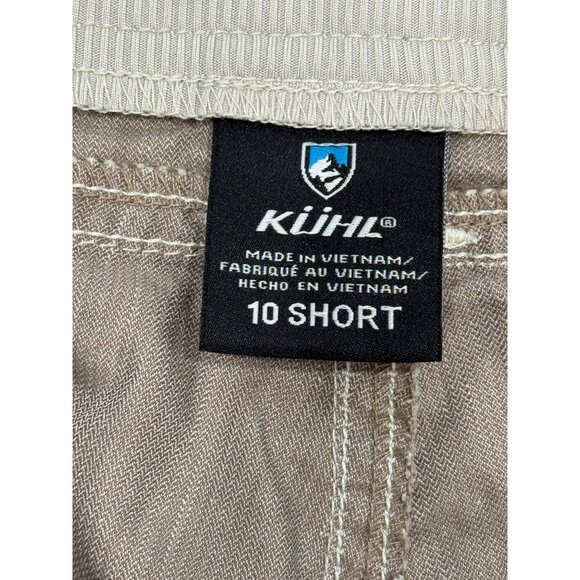 KÜHL®
MADE IN VIETNAM/
FABRIQUÉ AU VIETNAM/
HECHO EN VIETNAM
10 SHORT